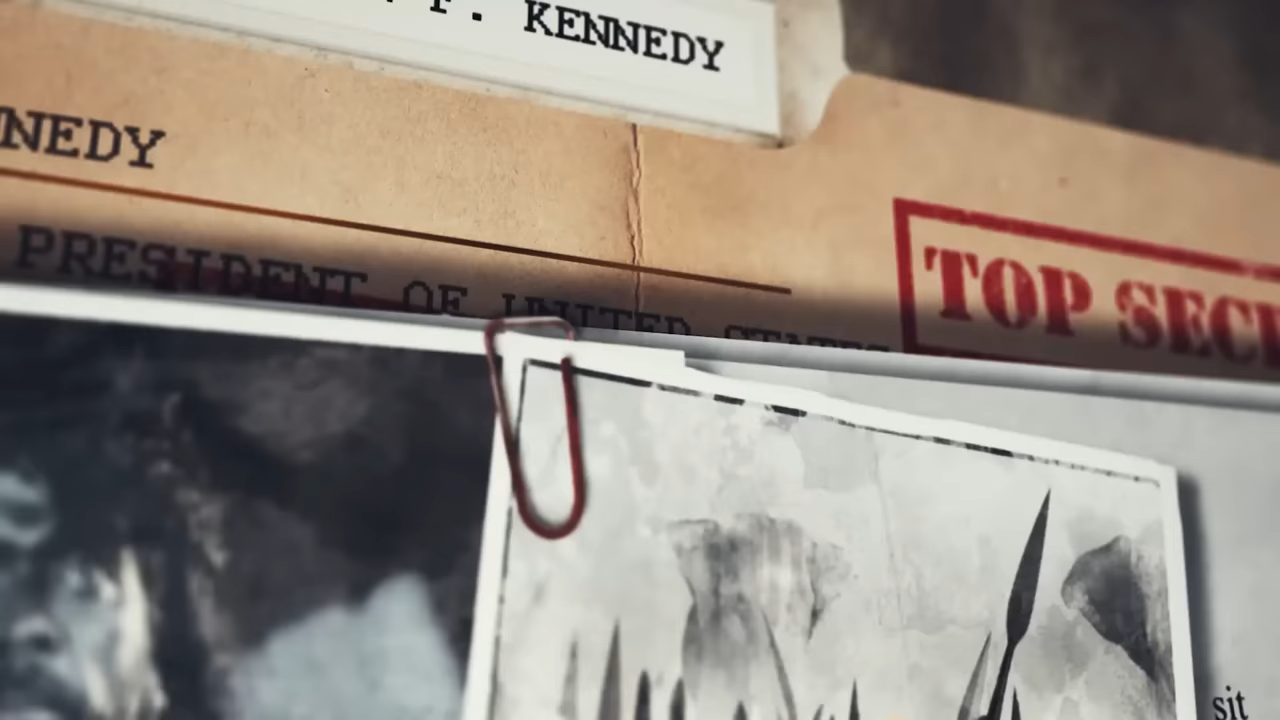 F. KENNEDY
NEDY
PRESIDENT OF UNITED STATES
TOP SEC
sit